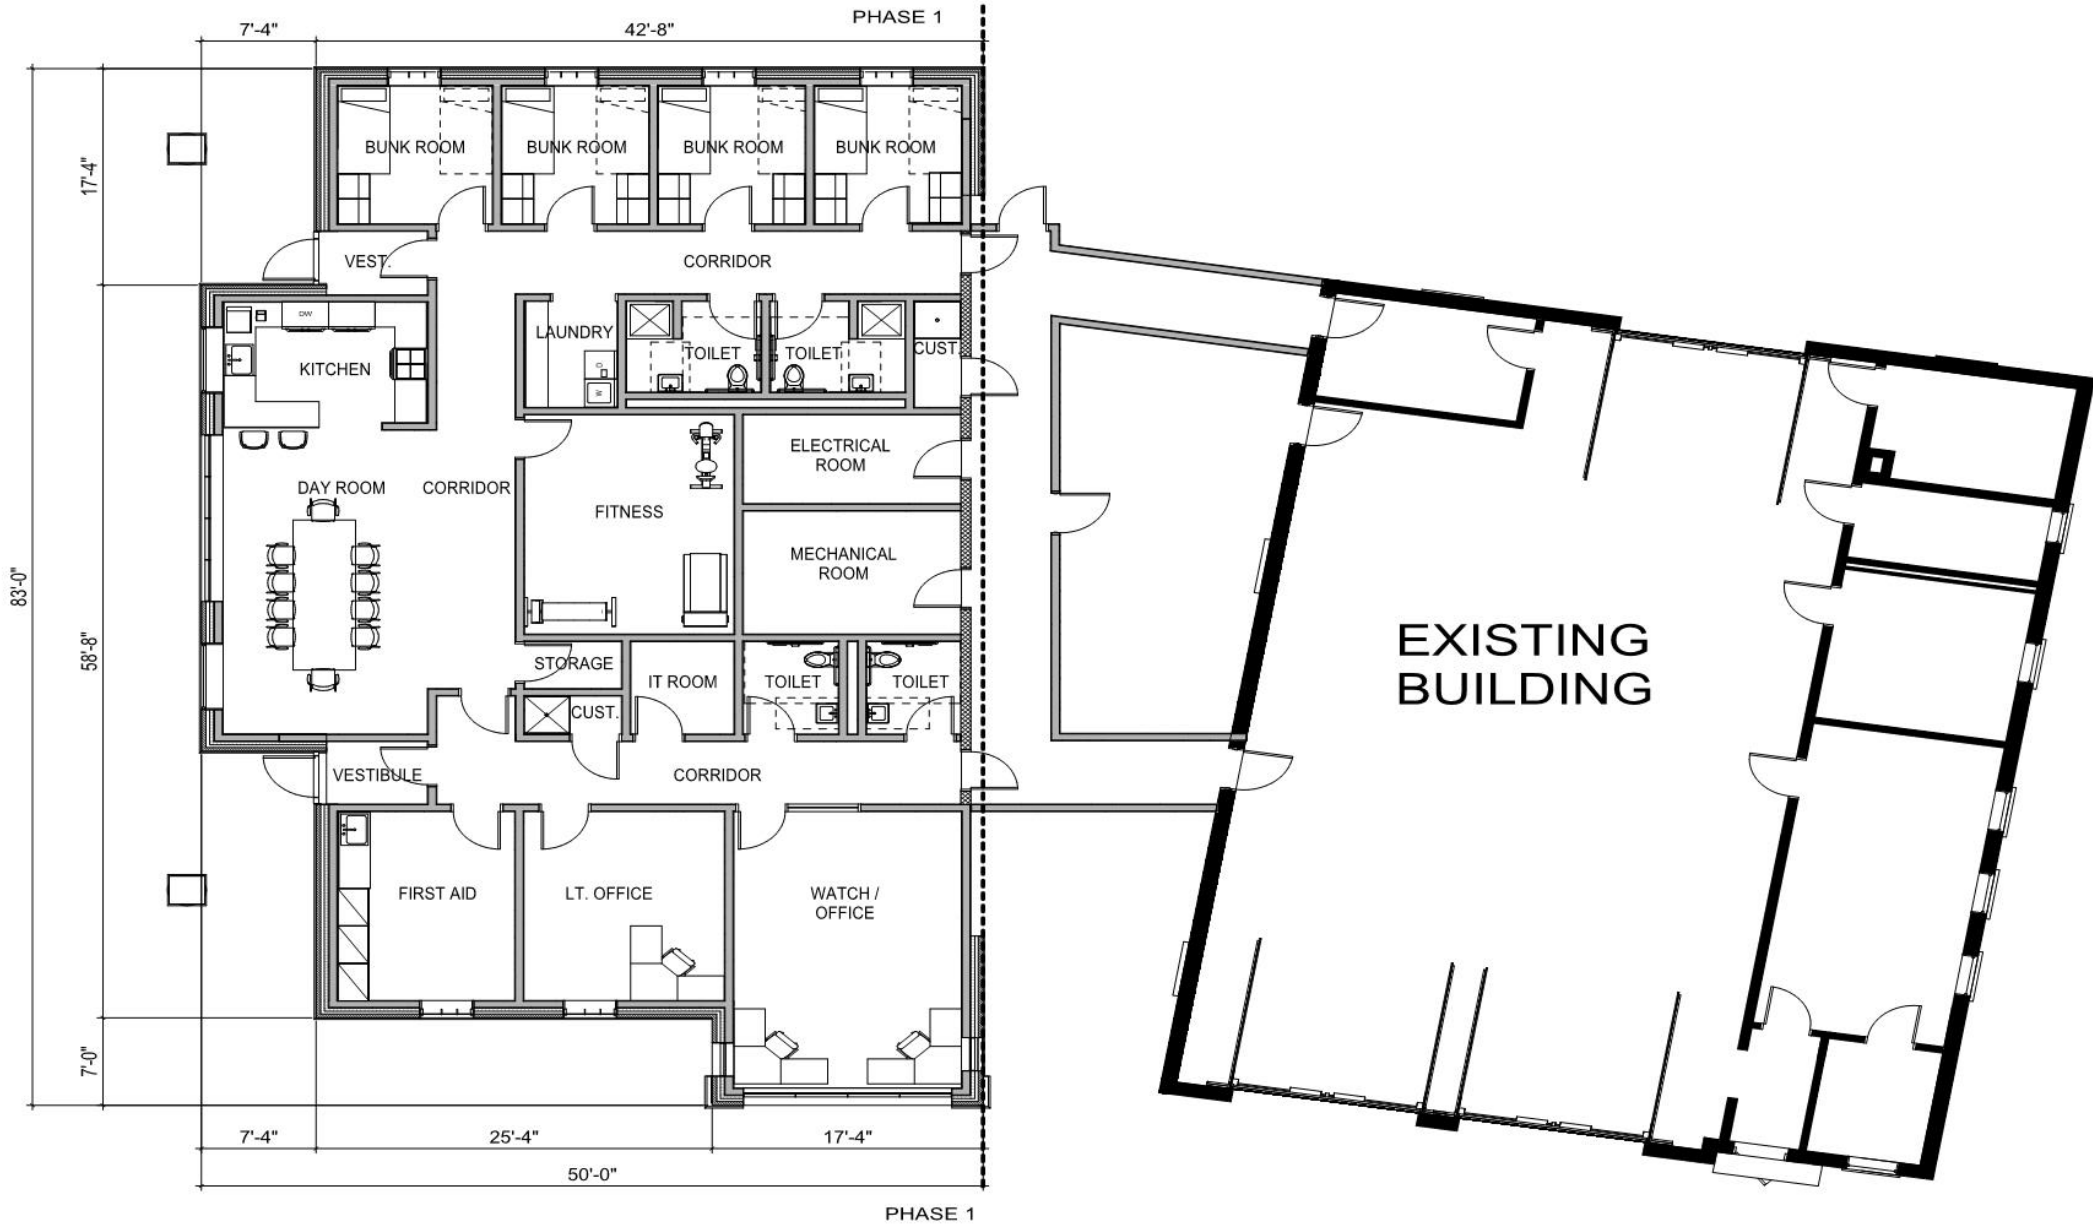 PHASE 1
7'-4"
42'-8"
BUNK ROOM
BUNK ROOM
BUNK ROOM
BUNK ROOM
17'-4"
VEST.
CORRIDOR
DW
LAUNDRY
TOILET
TOILET
CUST.
KITCHEN
D
W
ELECTRICAL
ROOM
DAY ROOM
CORRIDOR
FITNESS
MECHANICAL
ROOM
83'-0"
58'-8"
EXISTING
BUILDING
STORAGE
IT ROOM
TOILET
TOILET
CUST.
VESTIBULE
CORRIDOR
FIRST AID
LT. OFFICE
WATCH /
OFFICE
7'-0"
7'-4"
25'-4"
17'-4"
50'-0"
PHASE 1